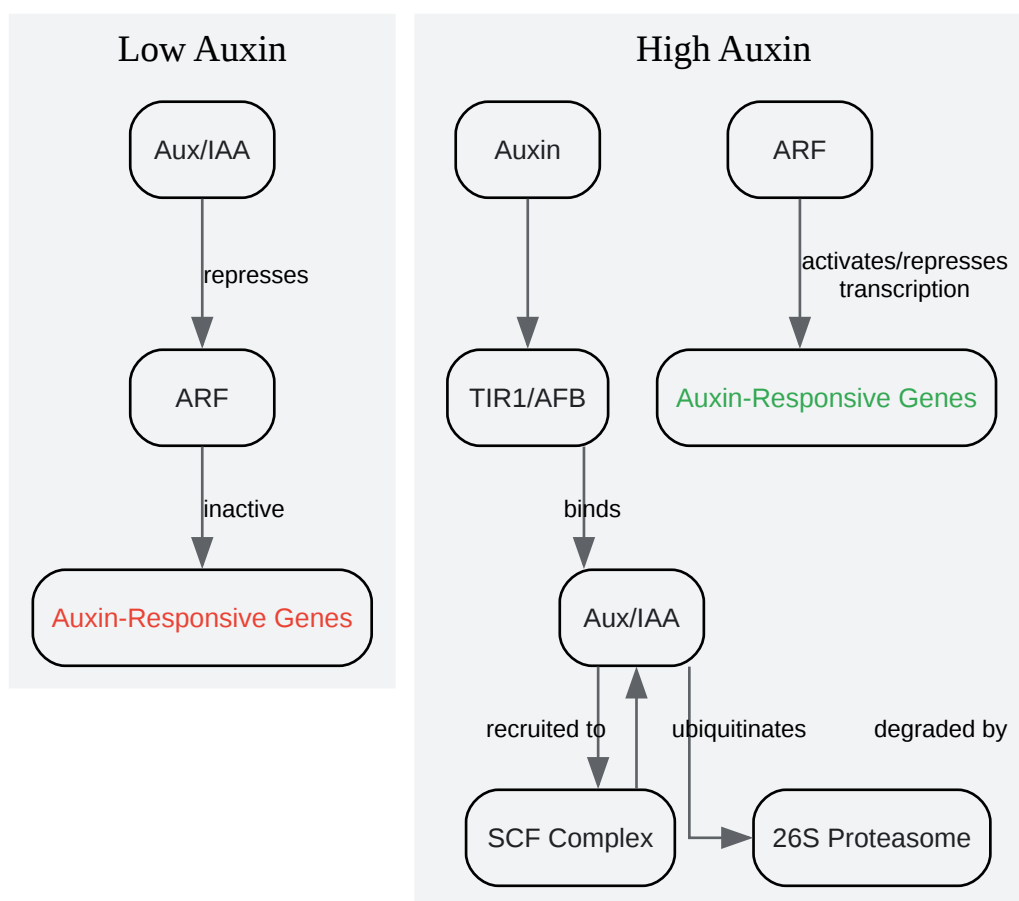 Low Auxin
Aux/IAA
represses
ARF
inactive
Auxin-Responsive Genes
High Auxin
Auxin
ARF
activates/represses
transcription
TIR1/AFB
Auxin-Responsive Genes
binds
Aux/IAA
recruited to
ubiquitinates
degraded by
SCF Complex
26S Proteasome